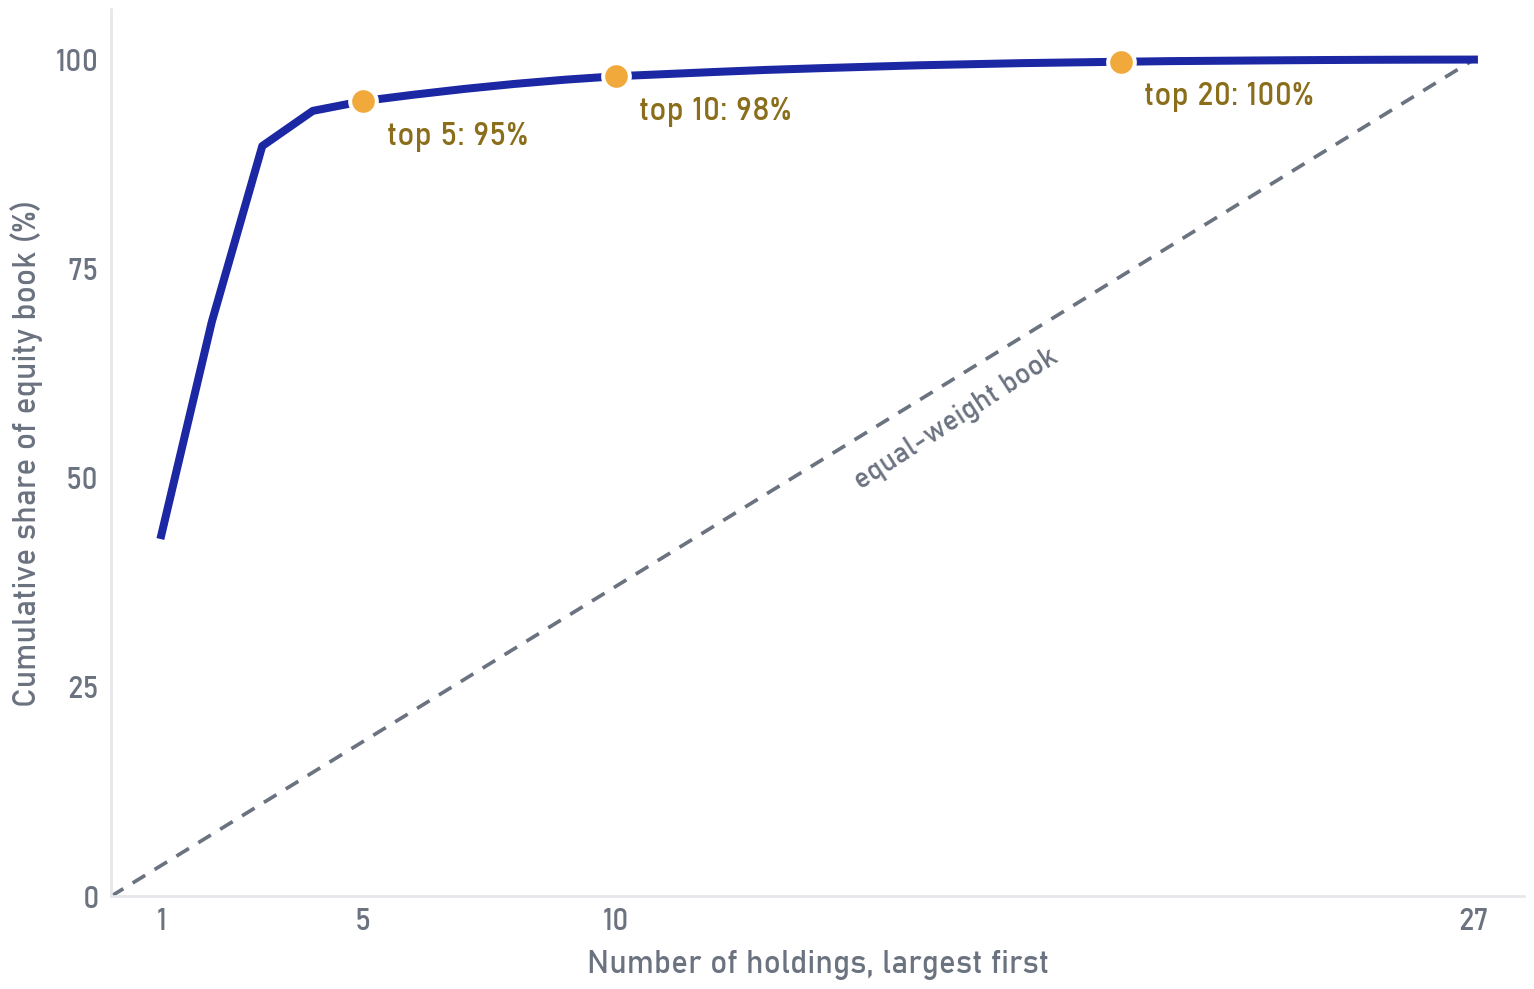 Cumulative share of equity book (%)
100
75
50
25
0
top 5: 95%
top 10: 98%
top 20: 100%
equal-weight book
1
5
10
27
Number of holdings, largest first